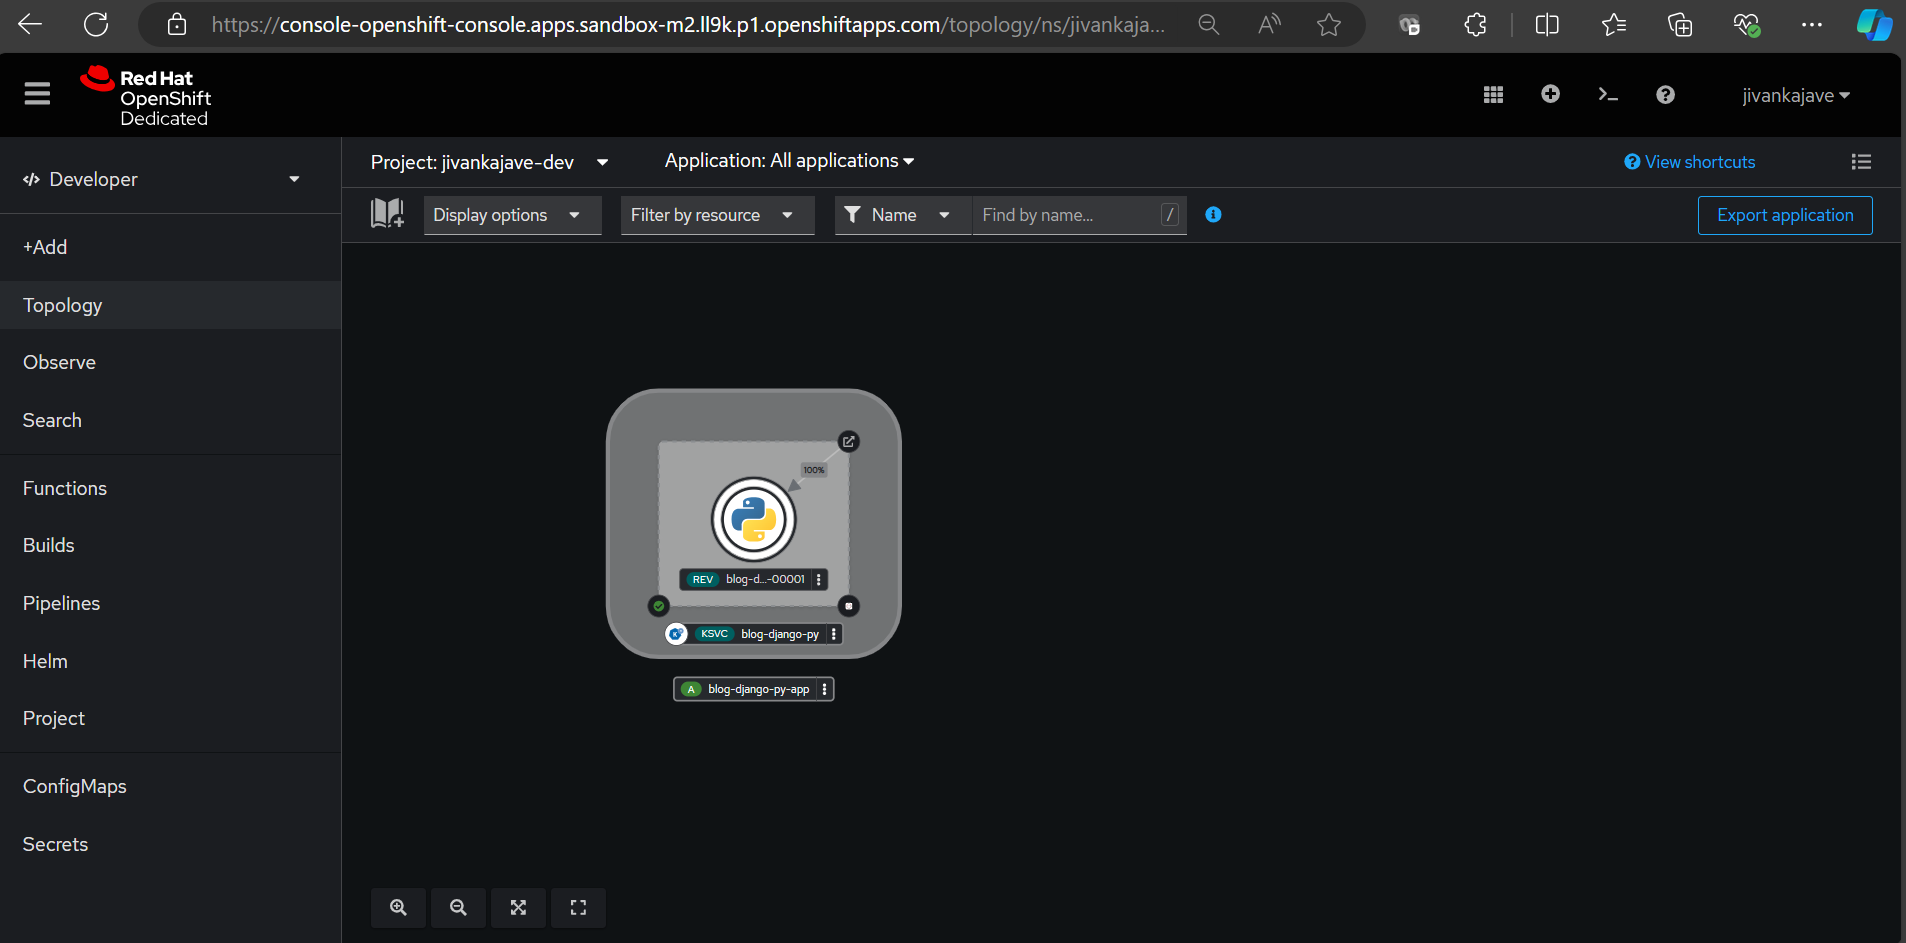 https://console-openshift-console.apps.sandbox-m2.ll9k.p1.openshiftapps.com/topology/ns/jivankaja...
Red Hat
OpenShift
Dedicated
jivankajave
Developer
Project: jivankajave-dev
Application: All applications
View shortcuts
Display options
Filter by resource
Name
Find by name...
/
Export application
+Add
Topology
Observe
Search
Functions
Builds
Pipelines
Helm
Project
ConfigMaps
Secrets
100%
REV blog-d...-00001
KSVC blog-django-py
A blog-django-py-app